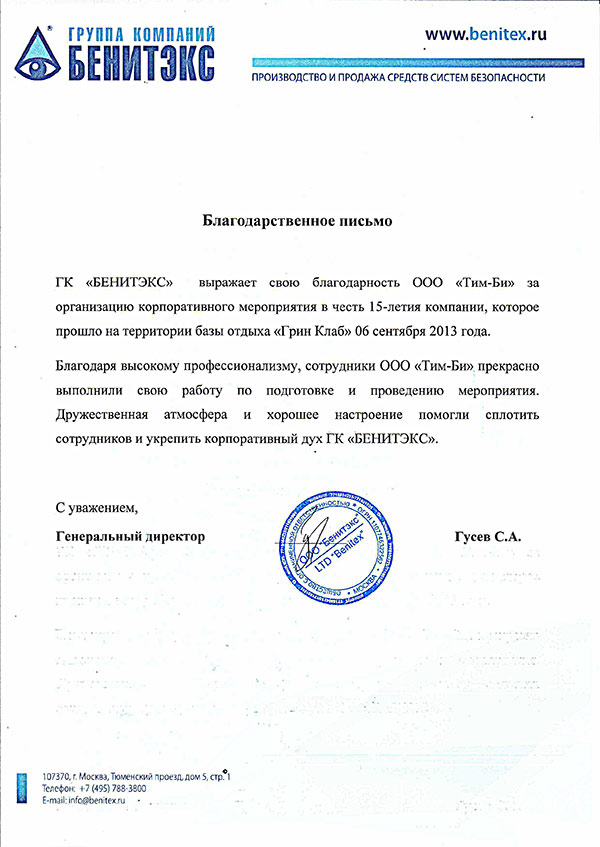 ГРУППА КОМПАНИЙ
БЕНИТЭКС
www.benitex.ru
ПРОИЗВОДСТВО И ПРОДАЖА СРЕДСТВ СИСТЕМ БЕЗОПАСНОСТИ
Благодарственное письмо
ГК «БЕНИТЭКС» выражает свою благодарность ООО «Тим-Би» за
организацию корпоративного мероприятия в честь 15-летия компании, которое
прошло на территории базы отдыха «Грин Клаб» 06 сентября 2013 года.
Благодаря высокому профессионализму, сотрудники ООО «Тим-Би» прекрасно
выполнили свою работу по подготовке и проведению мероприятия.
Дружественная атмосфера и хорошее настроение помогли сплотить
сотрудников и укрепить корпоративный дух ГК «БЕНИТЭКС».
С уважением,
Генеральный директор
ООО "Бенитэкс"
LTD "Benitex"
ОБЩЕСТВО С ОГРАНИЧЕННОЙ ОТВЕТСТВЕННОСТЬЮ
МОСКВА
Гусев С.А.
107370, г. Москва, Тюменский проезд, дом 5, стр. 1
Телефон: +7 (495) 788-3800
E-mail: info@benitex.ru